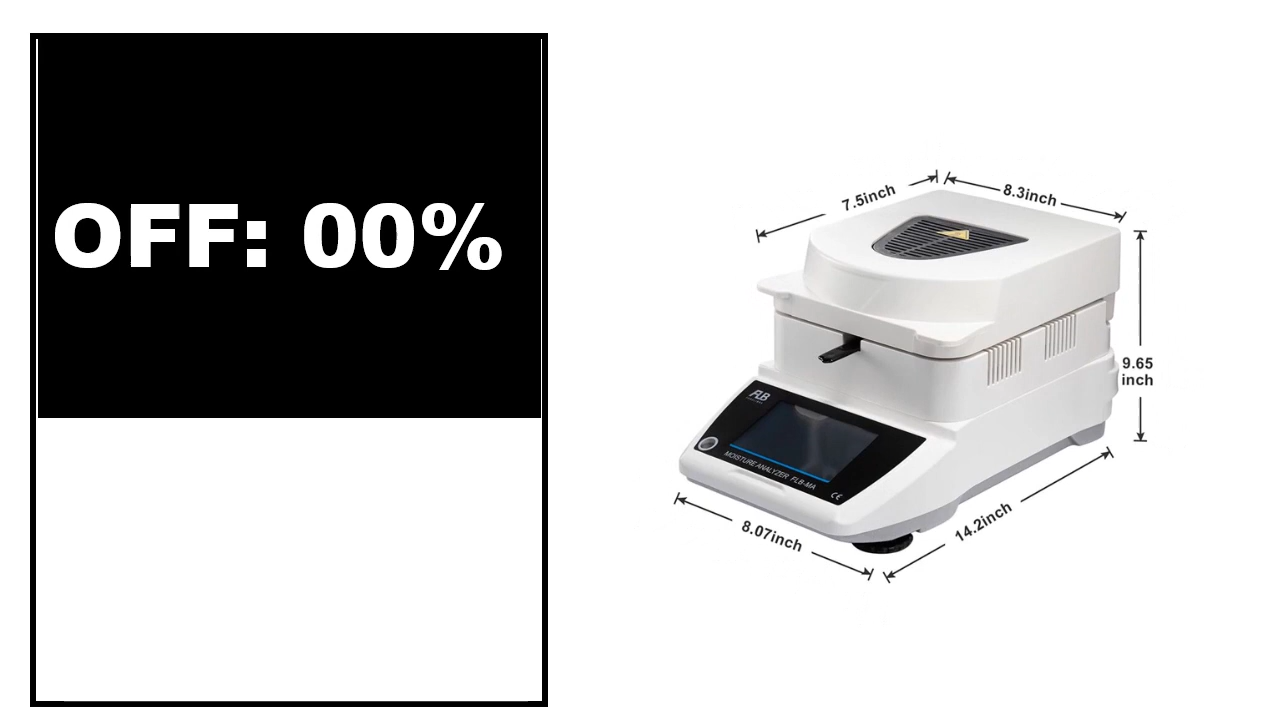 OFF: 00%
7.5inch
8.3inch
9.65
inch
FLB
MOISTURE ANALYZER FLB-MA
CE
8.07inch
14.2inch